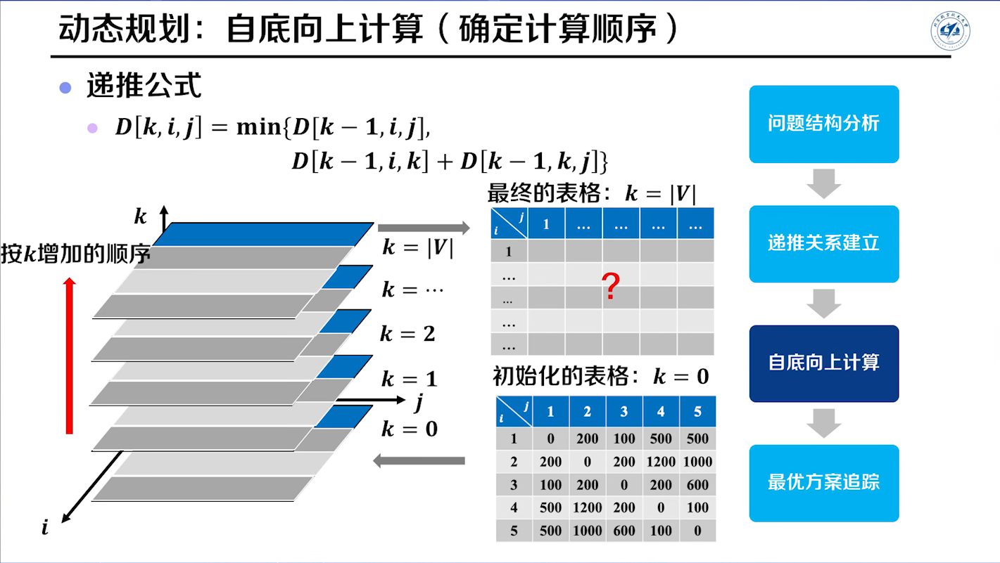 动态规划：自底向上计算（确定计算顺序）
递推公式
D[k, i, j] = min{D[k − 1, i, j],
D[k − 1, i, k] + D[k − 1, k, j]}
k
按k增加的顺序
k = |V|
k = ⋯
k = 2
k = 1
j
k = 0
i
最终的表格：k = |V|
i j 1 … … … …
1
…
…
…
…
?
初始化的表格：k = 0
i j 1 2 3 4 5
1 0 200 100 500 500
2 200 0 200 1200 1000
3 100 200 0 200 600
4 500 1200 200 0 100
5 500 1000 600 100 0
问题结构分析
递推关系建立
自底向上计算
最优方案追踪